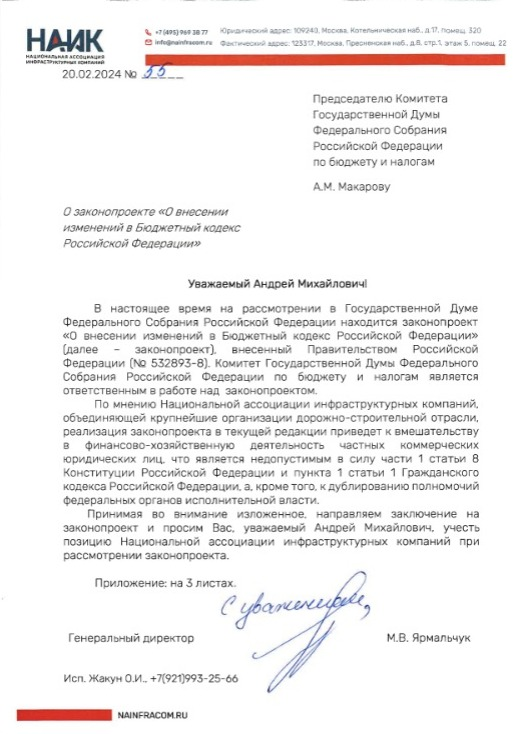 НАИК
НАЦИОНАЛЬНАЯ АССОЦИАЦИЯ
ИНФРАСТРУКТУРНЫХ КОМПАНИЙ
+7 (495) 969 38 77
info@nainfracom.ru
Юридический адрес: 109240, Москва, Котельническая наб., д.17, помещ. 320
Фактический адрес: 123317, Москва, Пресненская наб., д.8, стр.1, этаж 5, помещ. 22
20.02.2024 № 55
Председателю Комитета
Государственной Думы
Федерального Собрания
Российской Федерации
по бюджету и налогам
А.М. Макарову
О законопроекте «О внесении
изменений в Бюджетный кодекс
Российской Федерации»
Уважаемый Андрей Михайлович!
В настоящее время на рассмотрении в Государственной Думе
Федерального Собрания Российской Федерации находится законопроект
«О внесении изменений в Бюджетный кодекс Российской Федерации»
(далее – законопроект), внесенный Правительством Российской
Федерации (№ 532893-8). Комитет Государственной Думы Федерального
Собрания Российской Федерации по бюджету и налогам является
ответственным в работе над законопроектом.
По мнению Национальной ассоциации инфраструктурных компаний,
объединяющей крупнейшие организации дорожно-строительной отрасли,
реализация законопроекта в текущей редакции приведет к вмешательству
в финансово-хозяйственную деятельность частных коммерческих
юридических лиц, что является недопустимым в силу части 1 статьи 8
Конституции Российской Федерации и пункта 1 статьи 1 Гражданского
кодекса Российской Федерации, а, кроме того, к дублированию полномочий
федеральных органов исполнительной власти.
Принимая во внимание изложенное, направляем заключение на
законопроект и просим Вас, уважаемый Андрей Михайлович, учесть
позицию Национальной ассоциации инфраструктурных компаний при
рассмотрении законопроекта.
Приложение: на 3 листах.
С уважением,
Генеральный директор М.В. Ярмальчук
Исп. Жакун О.И., +7(921)993-25-66
NAINFRACOM.RU